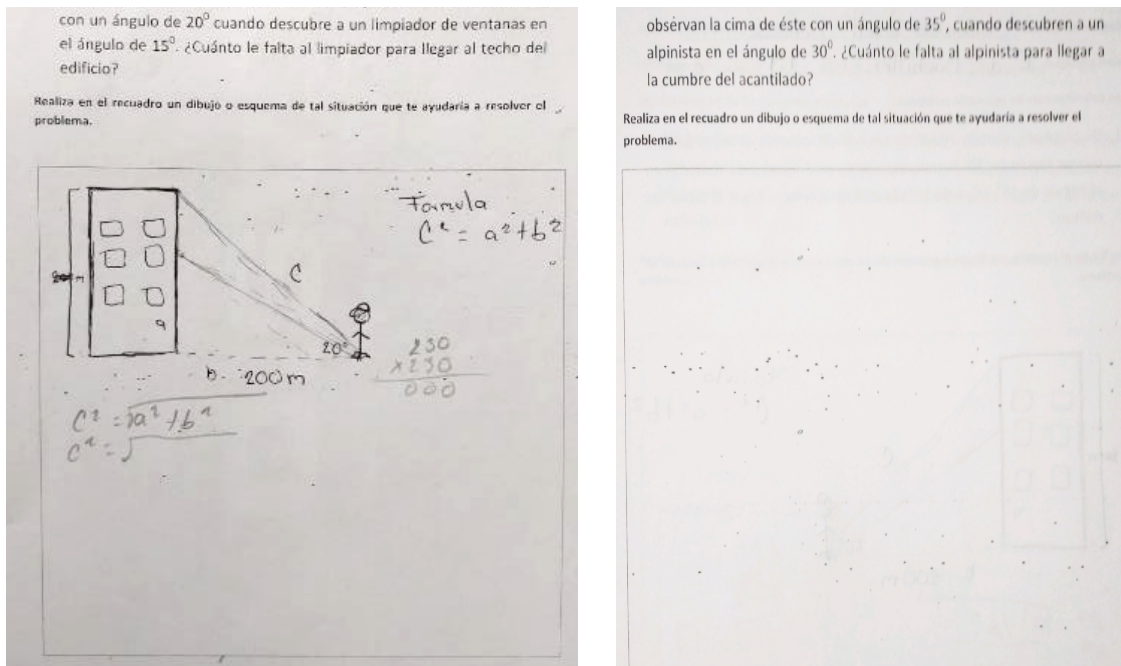 con un ángulo de 20⁰ cuando descubre a un limpiador de ventanas en
el ángulo de 15⁰. ¿Cuánto le falta al limpiador para llegar al techo del
edificio?
Realiza en el recuadro un dibujo o esquema de tal situación que te ayudaría a resolver el
problema.
Formula
C² = a² + b²
C
a
20°
b. 200m
230
x230
000
C² = √a² + b²
C² = √
observan la cima de éste con un ángulo de 35⁰, cuando descubren a un
alpinista en el ángulo de 30⁰. ¿Cuánto le falta al alpinista para llegar a
la cumbre del acantilado?
Realiza en el recuadro un dibujo o esquema de tal situación que te ayudaría a resolver el
problema.